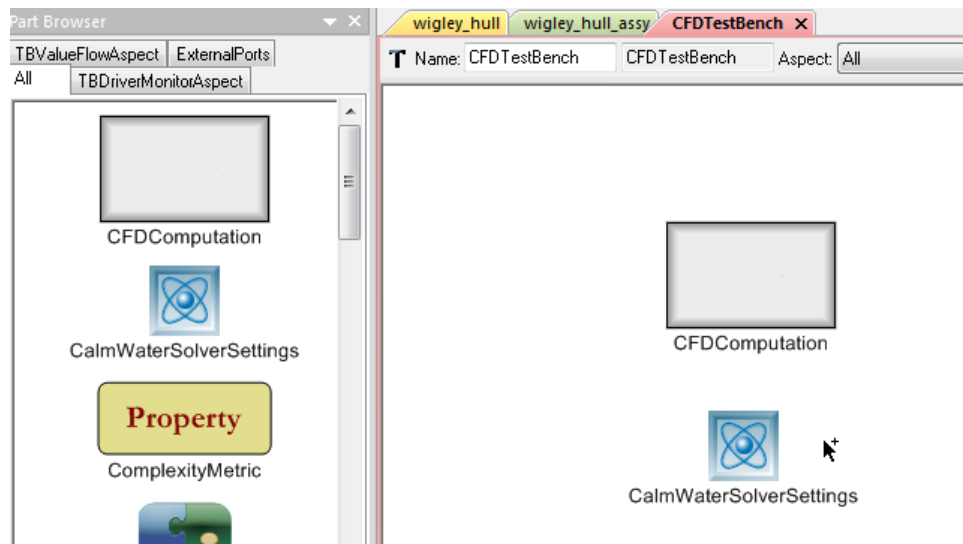 Part Browser
TBValueFlowAspect ExternalPorts
All TBDriverMonitorAspect
CFDComputation
CalmWaterSolverSettings
Property
ComplexityMetric
wigley_hull wigley_hull_assy CFDTestBench
T Name: CFDTestBench CFDTestBench Aspect: All
CFDComputation
CalmWaterSolverSettings